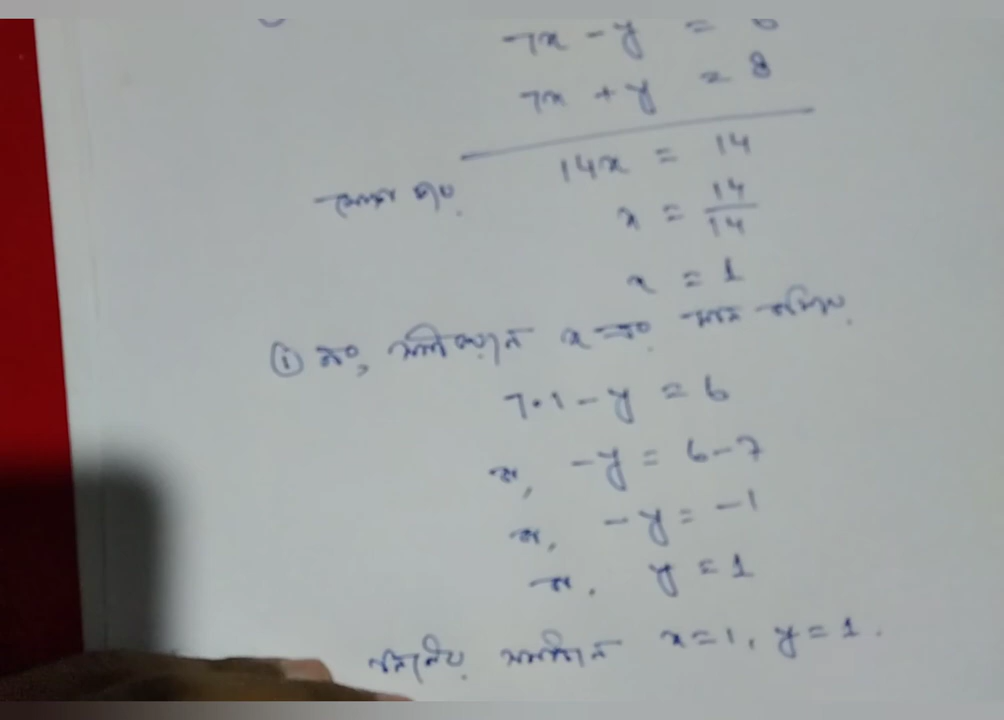 7x - y = 6
7x + y = 8
14x = 14
x = 14/14
x = 1
① নং, সমীকরণে x এর মান বসিয়ে
7·1 - y = 6
বা, -y = 6-7
বা, -y = -1
বা, y = 1
সমাধান x=1, y=1.